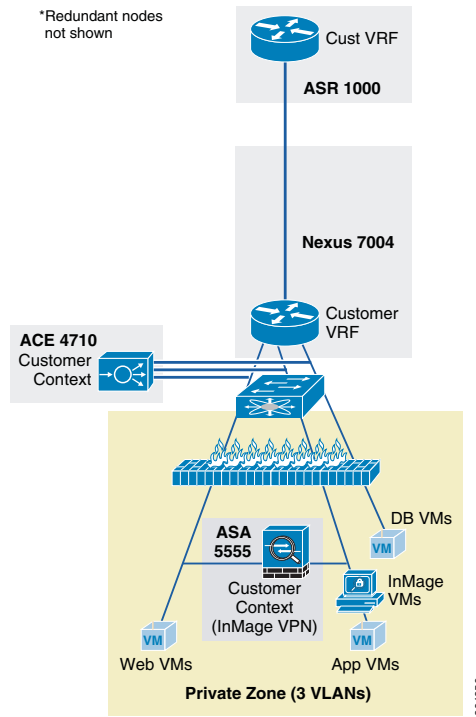 *Redundant nodes
not shown
Cust VRF
ASR 1000
Nexus 7004
Customer
VRF
ACE 4710
Customer
Context
DB VMs
VM
ASA
5555
Customer
Context
(InMage VPN)
InMage
VMs
VM
Web VMs
VM
App VMs
Private Zone (3 VLANs)